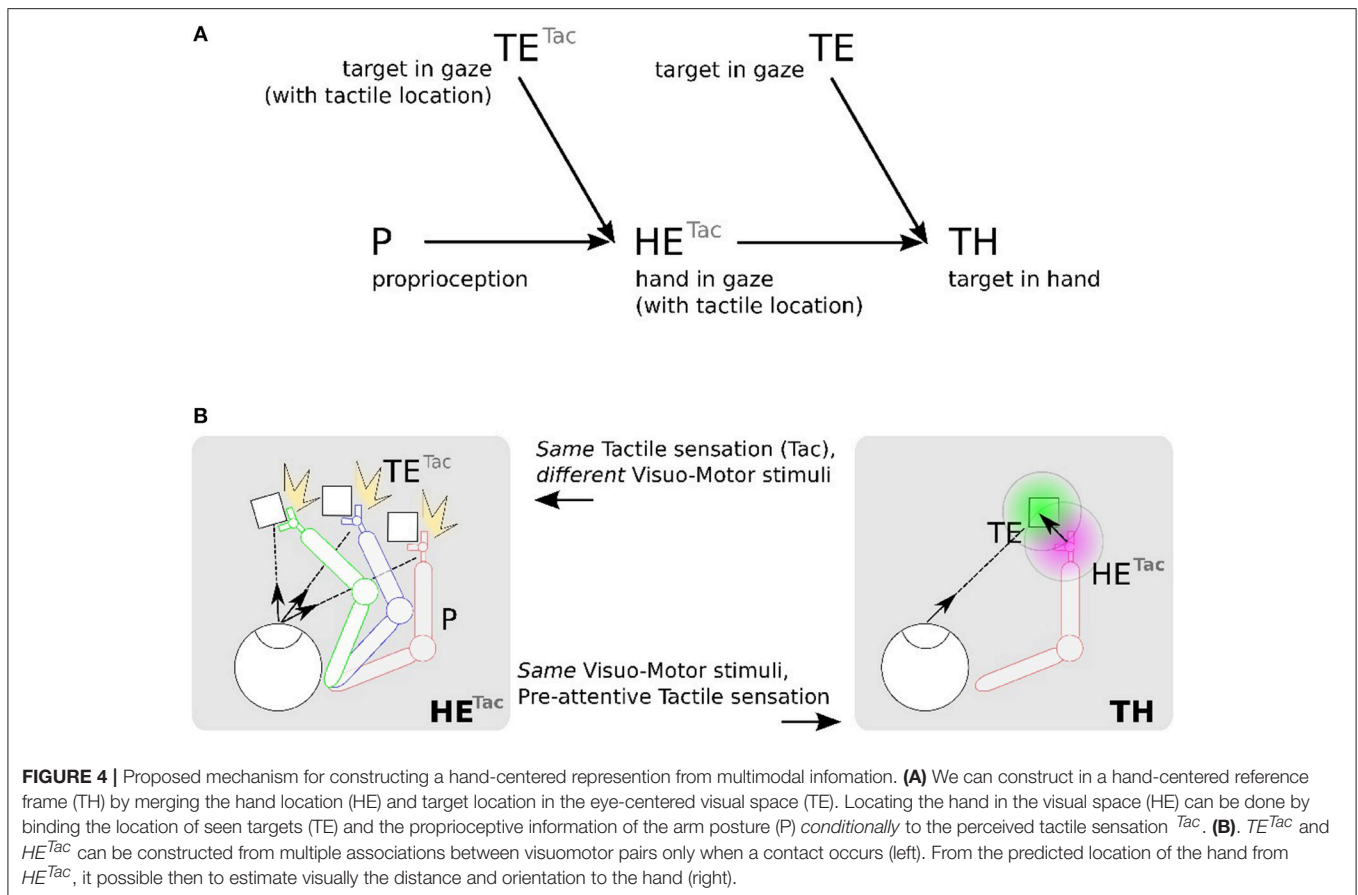 A
TE^Tac
target in gaze
(with tactile location)
TE
target in gaze
P
proprioception
HE^Tac
hand in gaze
(with tactile location)
TH
target in hand
B
TE^Tac
P
HE^Tac
Same Tactile sensation (Tac),
different Visuo-Motor stimuli
Same Visuo-Motor stimuli,
Pre-attentive Tactile sensation
TE
HE^Tac
TH
FIGURE 4 | Proposed mechanism for constructing a hand-centered represention from multimodal infomation. (A) We can construct in a hand-centered reference
frame (TH) by merging the hand location (HE) and target location in the eye-centered visual space (TE). Locating the hand in the visual space (HE) can be done by
binding the location of seen targets (TE) and the proprioceptive information of the arm posture (P) conditionally to the perceived tactile sensation ^Tac. (B). TE^Tac and
HE^Tac can be constructed from multiple associations between visuomotor pairs only when a contact occurs (left). From the predicted location of the hand from
HE^Tac, it possible then to estimate visually the distance and orientation to the hand (right).